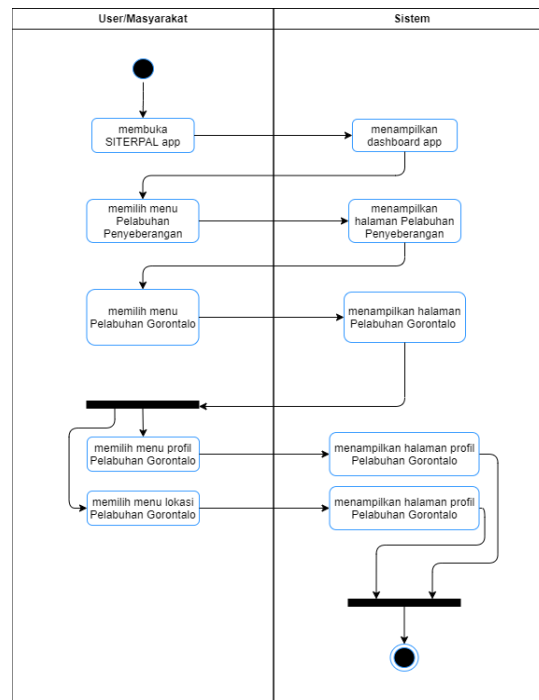 User/Masyarakat
Sistem
membuka
SITERPAL app
menampilkan
dashboard app
memilih menu
Pelabuhan
Penyeberangan
menampilkan
halaman Pelabuhan
Penyeberangan
memilih menu
Pelabuhan Gorontalo
menampilkan halaman
Pelabuhan Gorontalo
memilih menu profil
Pelabuhan Gorontalo
menampilkan halaman profil
Pelabuhan Gorontalo
memilih menu lokasi
Pelabuhan Gorontalo
menampilkan halaman profil
Pelabuhan Gorontalo